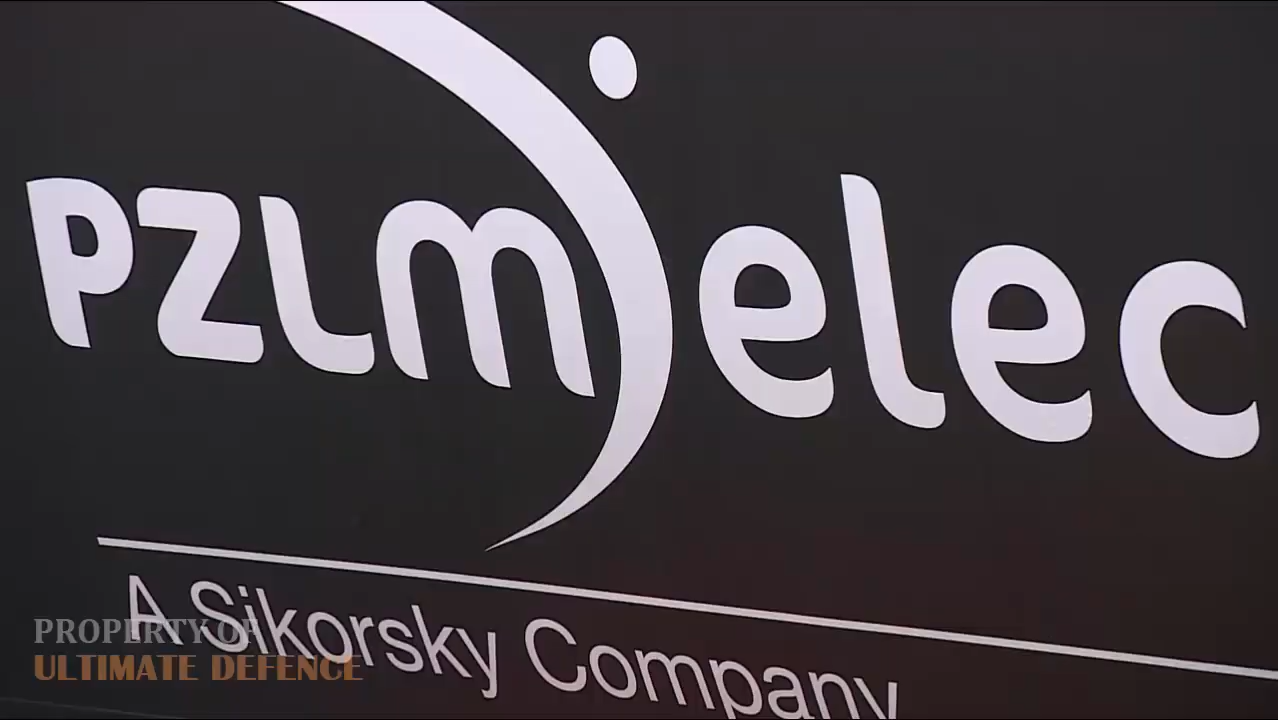 PZL mielec
A Sikorsky Company
PROPERTY OF
ULTIMATE DEFENCE